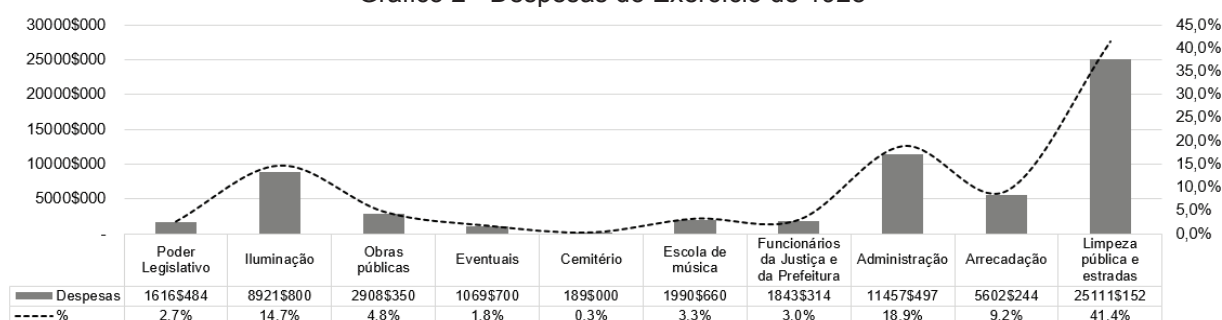 Gráfico 2 - Despesas do Exercício de 1928
30000$000
25000$000
20000$000
15000$000
10000$000
5000$000
-
45,0%
40,0%
35,0%
30,0%
25,0%
20,0%
15,0%
10,0%
5,0%
0,0%
Poder Legislativo
Iluminação
Obras públicas
Eventuais
Cemitério
Escola de música
Funcionários da Justiça e da Prefeitura
Administração
Arrecadação
Limpeza pública e estradas
Despesas 1616$484 8921$800 2908$350 1069$700 189$000 1990$660 1843$314 11457$497 5602$244 25111$152
% 2,7% 14,7% 4,8% 1,8% 0,3% 3,3% 3,0% 18,9% 9,2% 41,4%